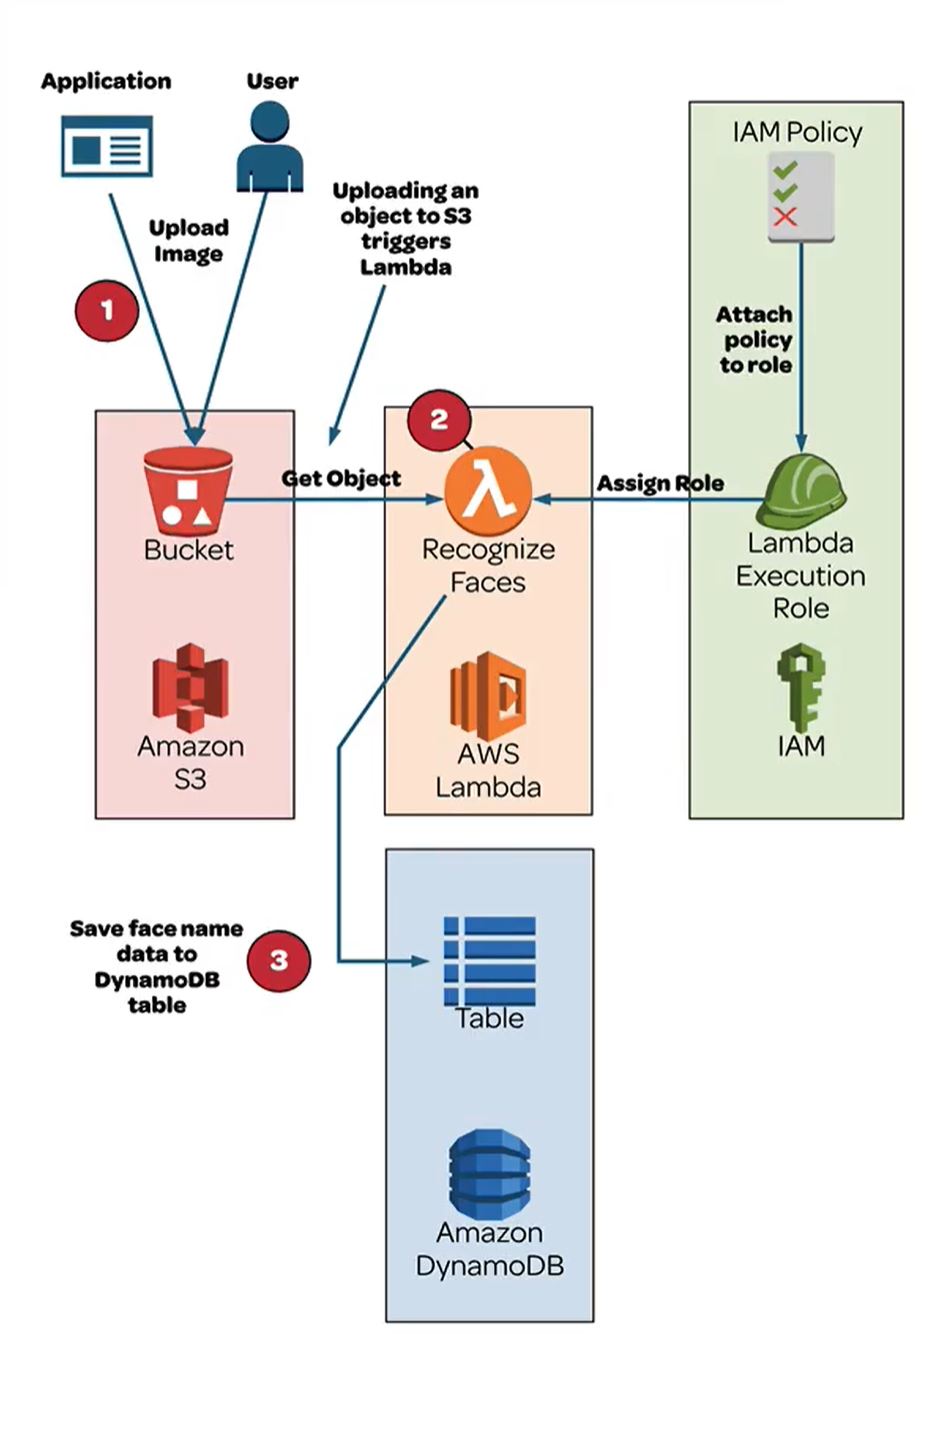 Application
User
Upload
Image
Uploading an
object to S3
triggers
Lambda
1
IAM Policy
Attach
policy
to role
2
Get Object
Assign Role
Bucket
Recognize
Faces
Lambda
Execution
Role
Amazon
S3
AWS
Lambda
IAM
Save face name
data to
DynamoDB
table
3
Table
Amazon
DynamoDB